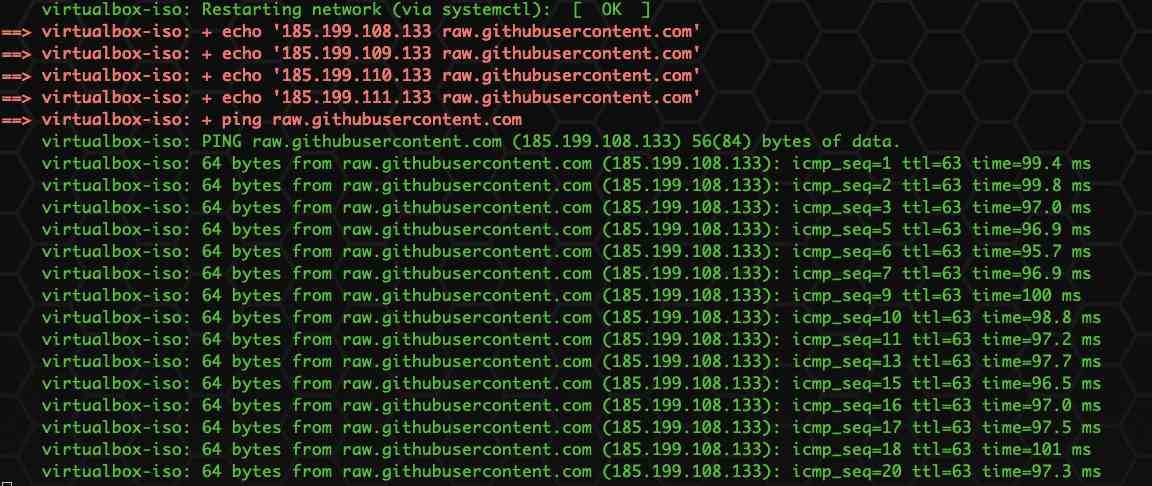 virtualbox-iso: Restarting network (via systemctl):  [  OK  ]
==> virtualbox-iso: + echo '185.199.108.133 raw.githubusercontent.com'
==> virtualbox-iso: + echo '185.199.109.133 raw.githubusercontent.com'
==> virtualbox-iso: + echo '185.199.110.133 raw.githubusercontent.com'
==> virtualbox-iso: + echo '185.199.111.133 raw.githubusercontent.com'
==> virtualbox-iso: + ping raw.githubusercontent.com
virtualbox-iso: PING raw.githubusercontent.com (185.199.108.133) 56(84) bytes of data.
virtualbox-iso: 64 bytes from raw.githubusercontent.com (185.199.108.133): icmp_seq=1 ttl=63 time=99.4 ms
virtualbox-iso: 64 bytes from raw.githubusercontent.com (185.199.108.133): icmp_seq=2 ttl=63 time=99.8 ms
virtualbox-iso: 64 bytes from raw.githubusercontent.com (185.199.108.133): icmp_seq=3 ttl=63 time=97.0 ms
virtualbox-iso: 64 bytes from raw.githubusercontent.com (185.199.108.133): icmp_seq=5 ttl=63 time=96.9 ms
virtualbox-iso: 64 bytes from raw.githubusercontent.com (185.199.108.133): icmp_seq=6 ttl=63 time=95.7 ms
virtualbox-iso: 64 bytes from raw.githubusercontent.com (185.199.108.133): icmp_seq=7 ttl=63 time=96.9 ms
virtualbox-iso: 64 bytes from raw.githubusercontent.com (185.199.108.133): icmp_seq=9 ttl=63 time=100 ms
virtualbox-iso: 64 bytes from raw.githubusercontent.com (185.199.108.133): icmp_seq=10 ttl=63 time=98.8 ms
virtualbox-iso: 64 bytes from raw.githubusercontent.com (185.199.108.133): icmp_seq=11 ttl=63 time=97.2 ms
virtualbox-iso: 64 bytes from raw.githubusercontent.com (185.199.108.133): icmp_seq=13 ttl=63 time=97.7 ms
virtualbox-iso: 64 bytes from raw.githubusercontent.com (185.199.108.133): icmp_seq=15 ttl=63 time=96.5 ms
virtualbox-iso: 64 bytes from raw.githubusercontent.com (185.199.108.133): icmp_seq=16 ttl=63 time=97.0 ms
virtualbox-iso: 64 bytes from raw.githubusercontent.com (185.199.108.133): icmp_seq=17 ttl=63 time=97.5 ms
virtualbox-iso: 64 bytes from raw.githubusercontent.com (185.199.108.133): icmp_seq=18 ttl=63 time=101 ms
virtualbox-iso: 64 bytes from raw.githubusercontent.com (185.199.108.133): icmp_seq=20 ttl=63 time=97.3 ms